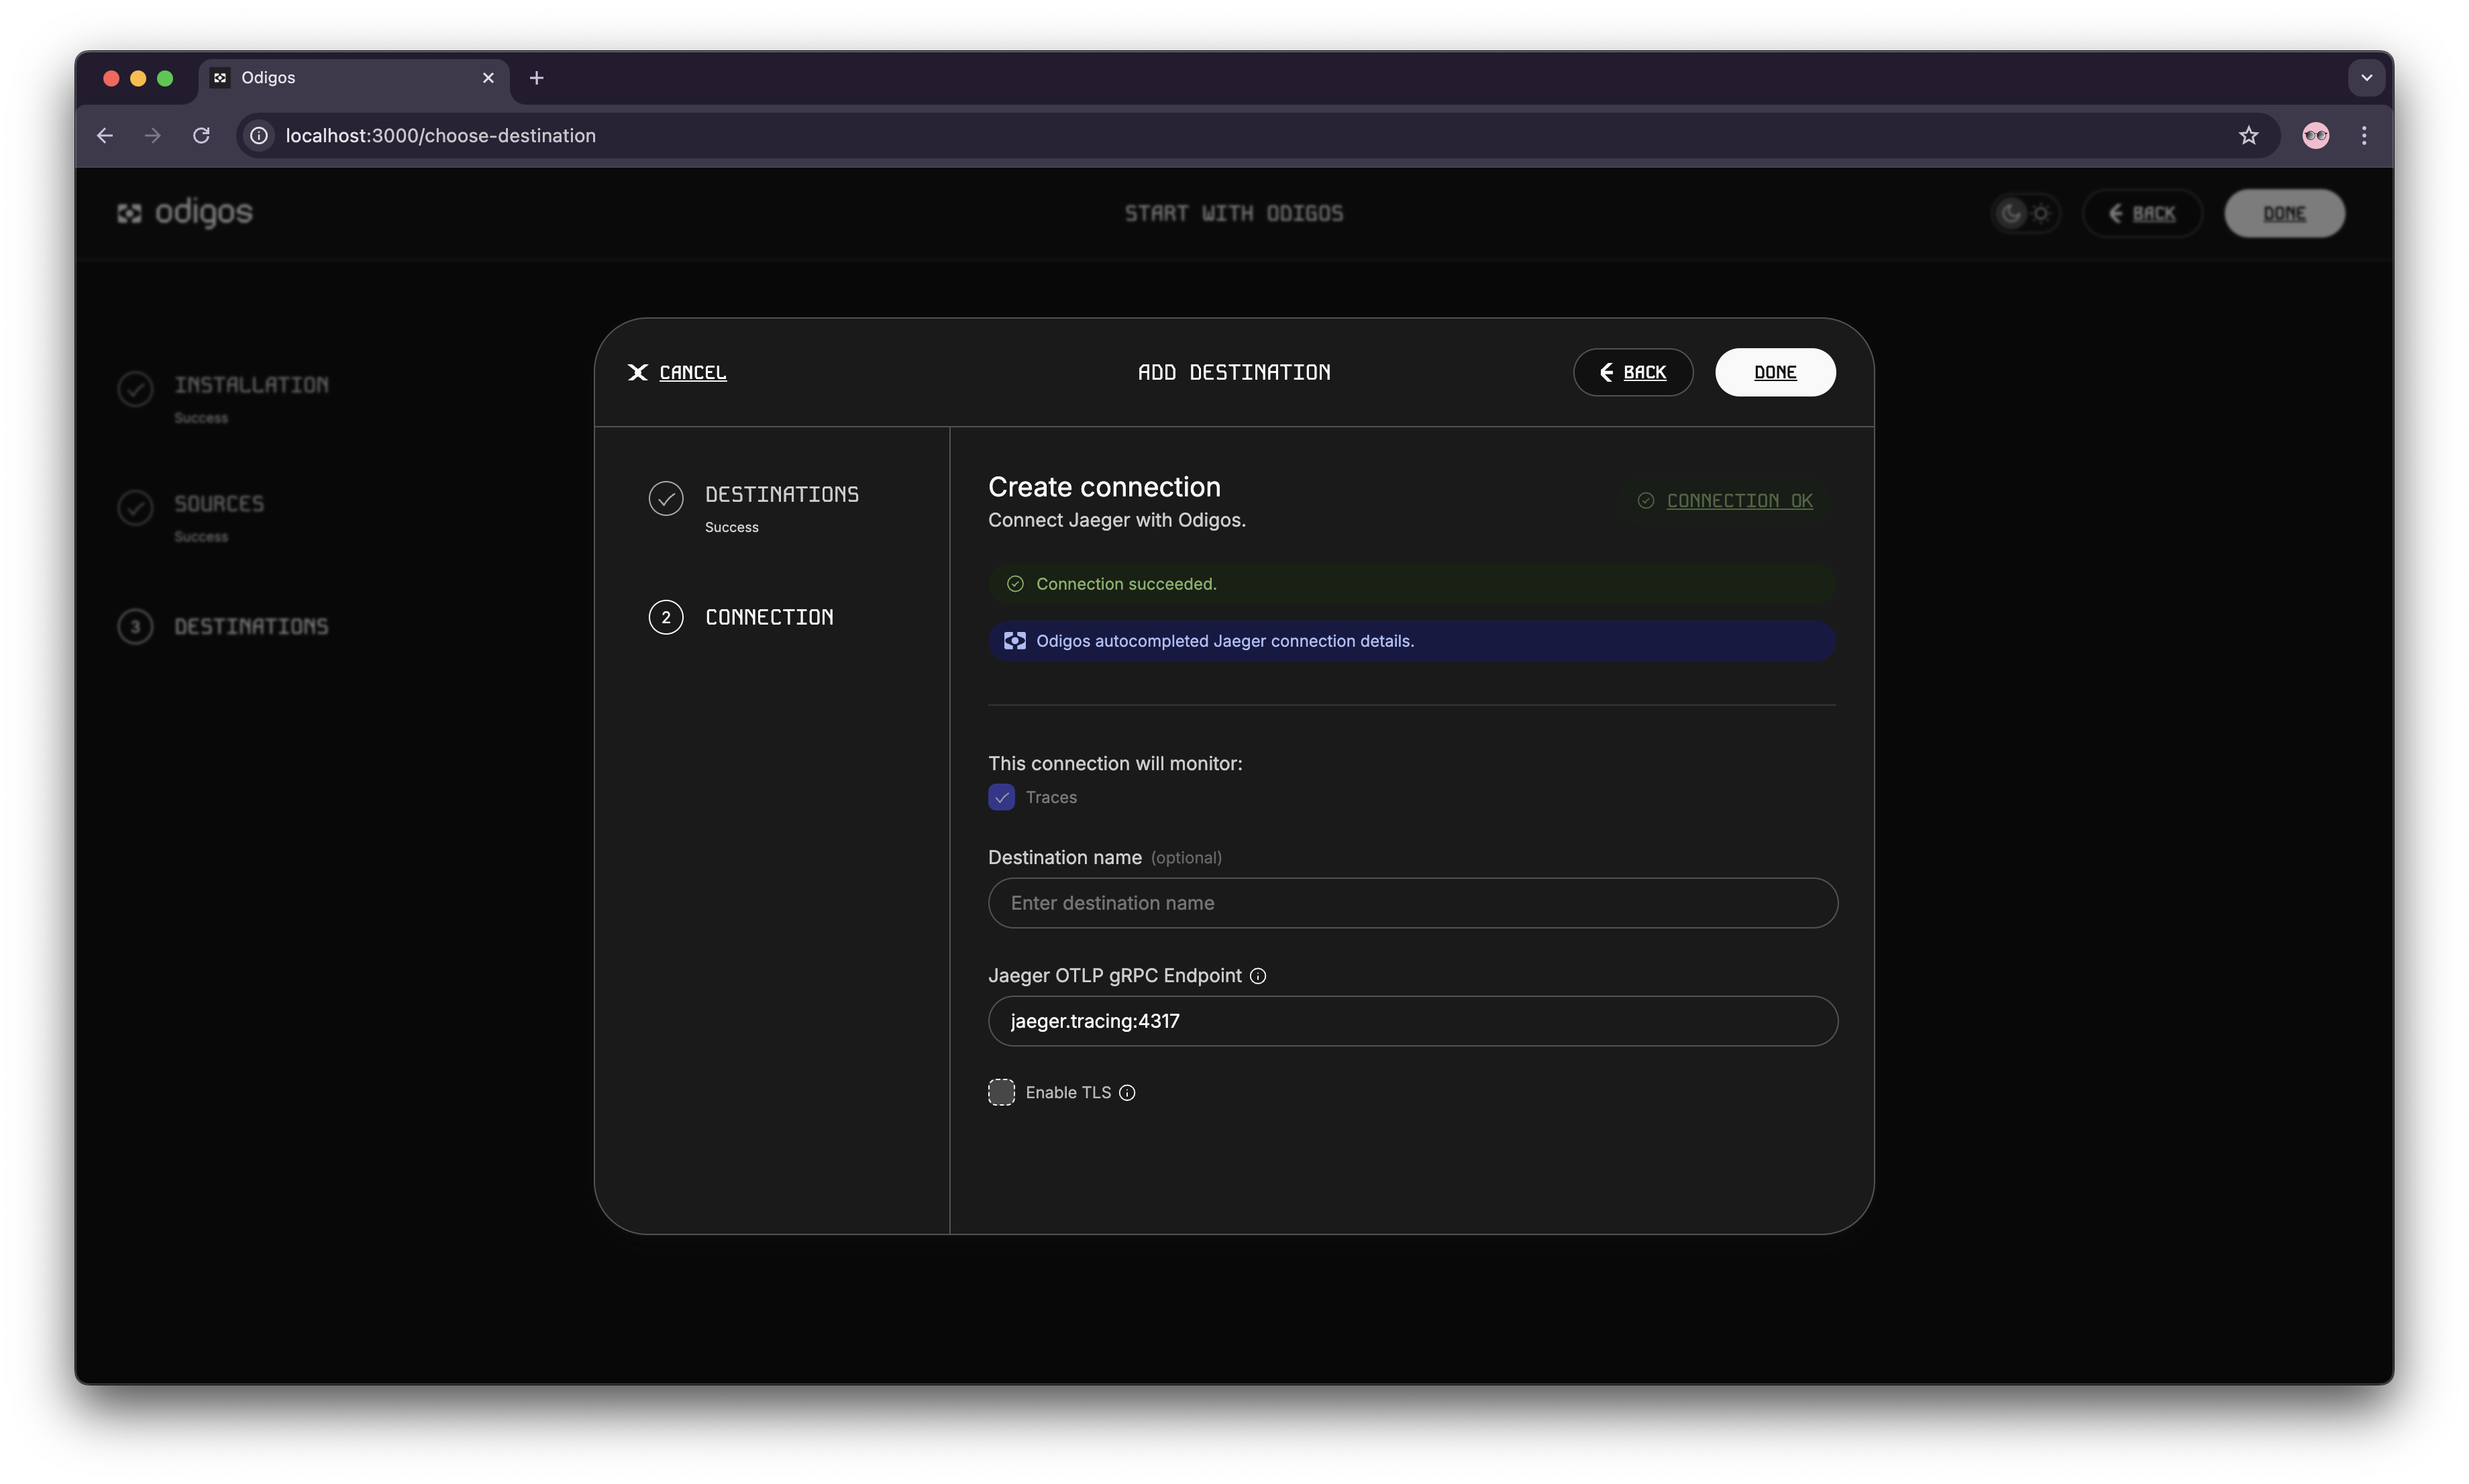 Odigos
localhost:3000/choose-destination
odigos
START WITH ODIGOS
BACK
DONE
INSTALLATION
Success
SOURCES
Success
3 DESTINATIONS
CANCEL
ADD DESTINATION
BACK
DONE
DESTINATIONS
Success
2 CONNECTION
Create connection
Connect Jaeger with Odigos.
CONNECTION OK
Connection succeeded.
Odigos autocompleted Jaeger connection details.
This connection will monitor:
Traces
Destination name (optional)
Enter destination name
Jaeger OTLP gRPC Endpoint
jaeger.tracing:4317
Enable TLS